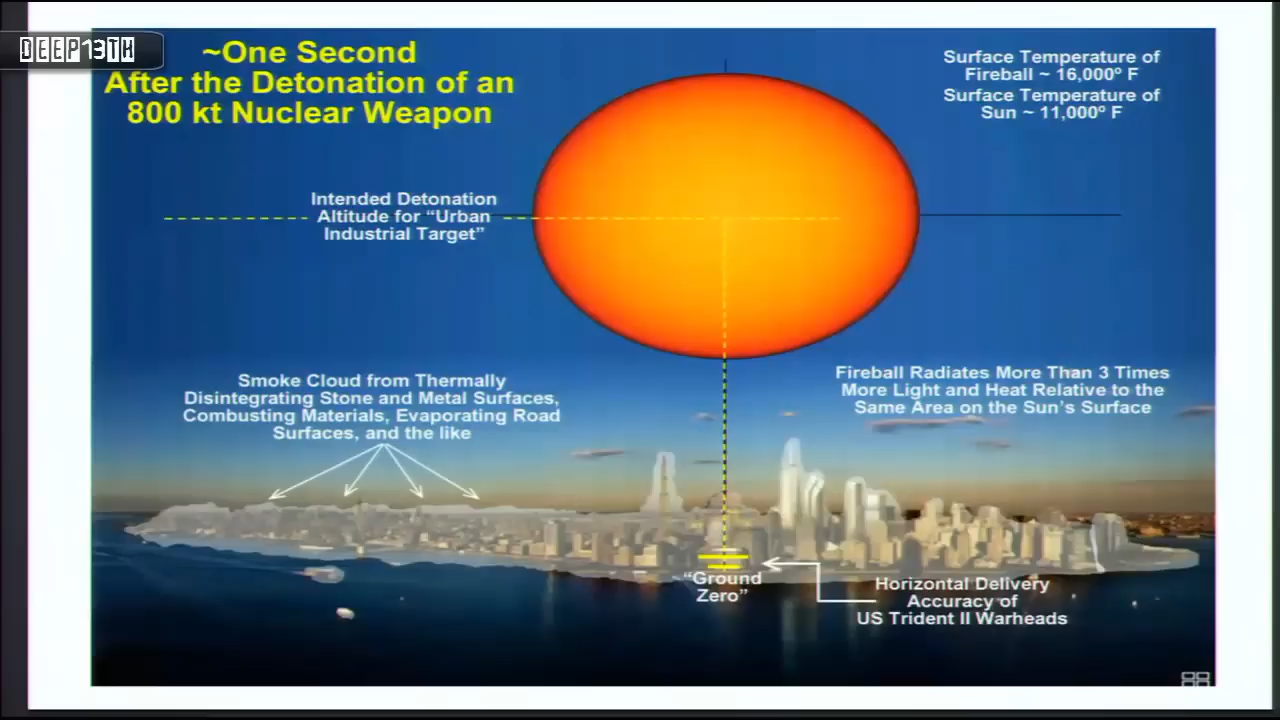 DEEP13TH
~One Second
After the Detonation of an
800 kt Nuclear Weapon
Surface Temperature of
Fireball ~ 16,000º F
Surface Temperature of
Sun ~ 11,000º F
Intended Detonation
Altitude for “Urban
Industrial Target”
Smoke Cloud from Thermally
Disintegrating Stone and Metal Surfaces,
Combusting Materials, Evaporating Road
Surfaces, and the like
Fireball Radiates More Than 3 Times
More Light and Heat Relative to the
Same Area on the Sun’s Surface
“Ground
Zero”
Horizontal Delivery
Accuracy of
US Trident II Warheads